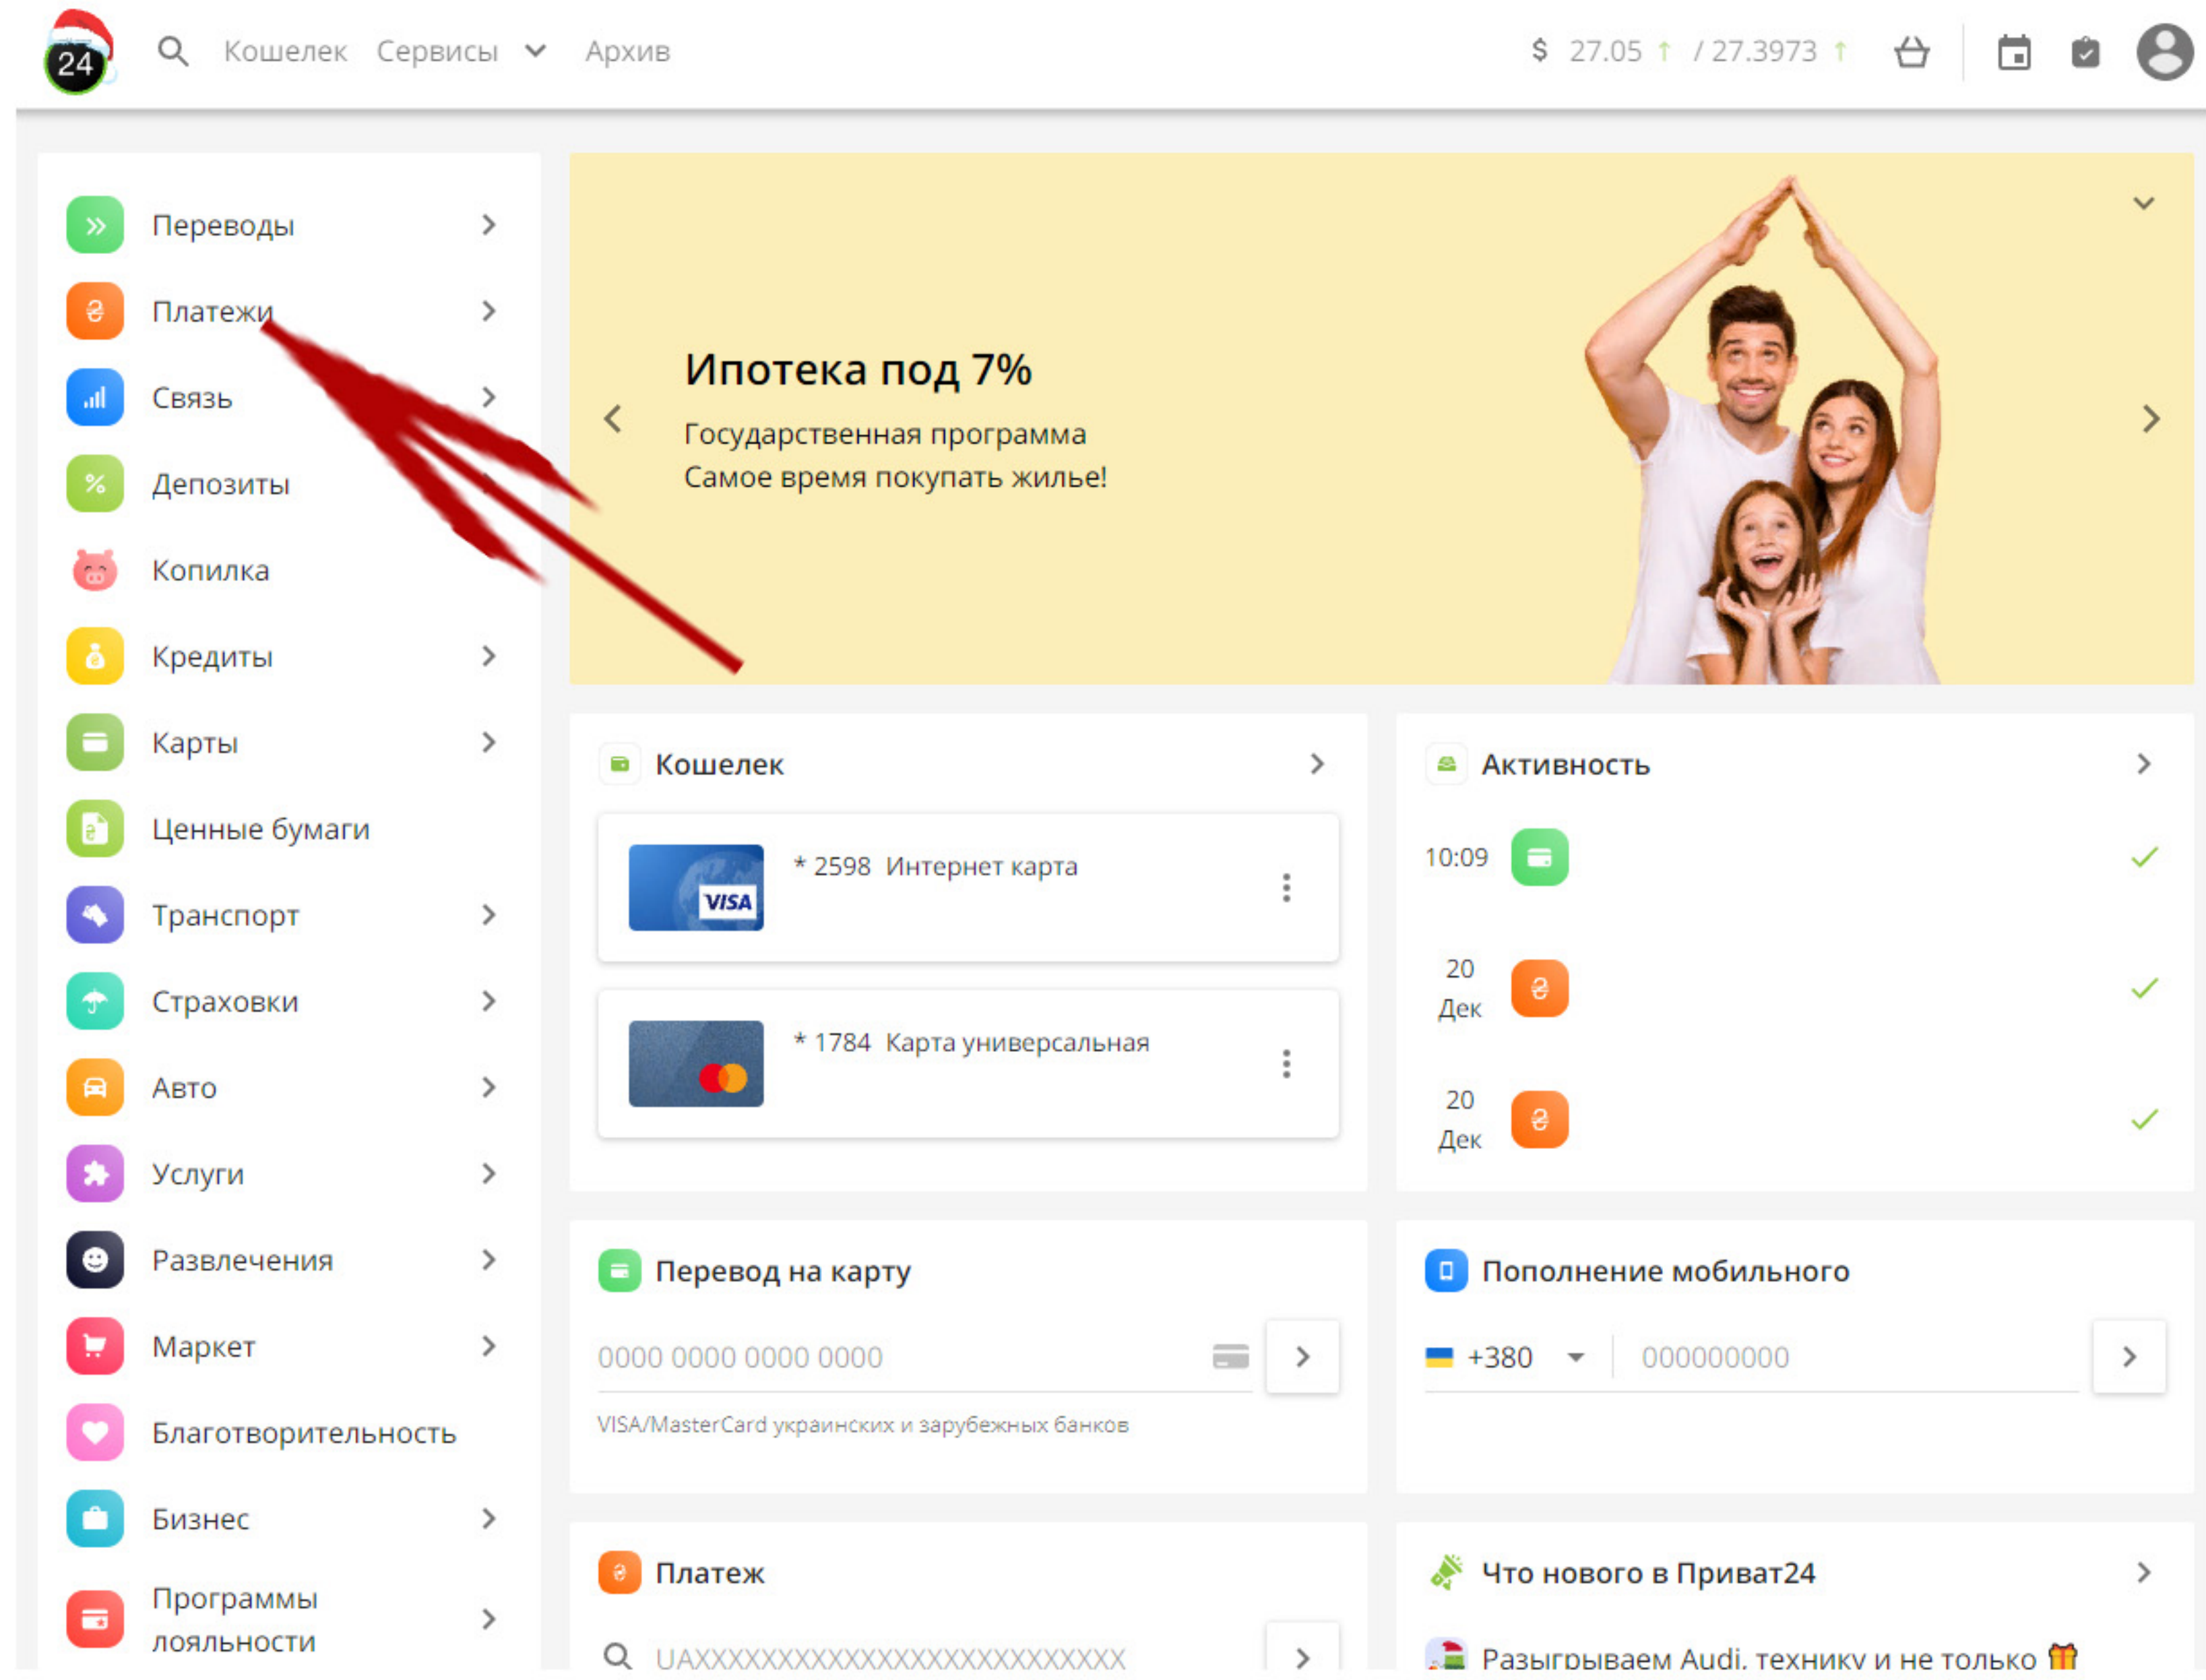 24 Кошелек Сервисы Архив $ 27.05 ↑ / 27.3973 ↑
Переводы
Платежи
Связь
Депозиты
Копилка
Кредиты
Карты
Ценные бумаги
Транспорт
Страховки
Авто
Услуги
Развлечения
Маркет
Благотворительность
Бизнес
Программы
лояльности
Ипотека под 7%
Государственная программа
Самое время покупать жилье!
Кошелек
* 2598 Интернет карта
VISA
* 1784 Карта универсальная
Активность
10:09
20
Дек
20
Дек
Перевод на карту
0000 0000 0000 0000
VISA/MasterCard украинских и зарубежных банков
Пополнение мобильного
+380 000000000
Платеж
UAXXXXXXXXXXXXXXXXXXXXXXXXXXX
Что нового в Приват24
Разыгрываем Audi, технику и не только